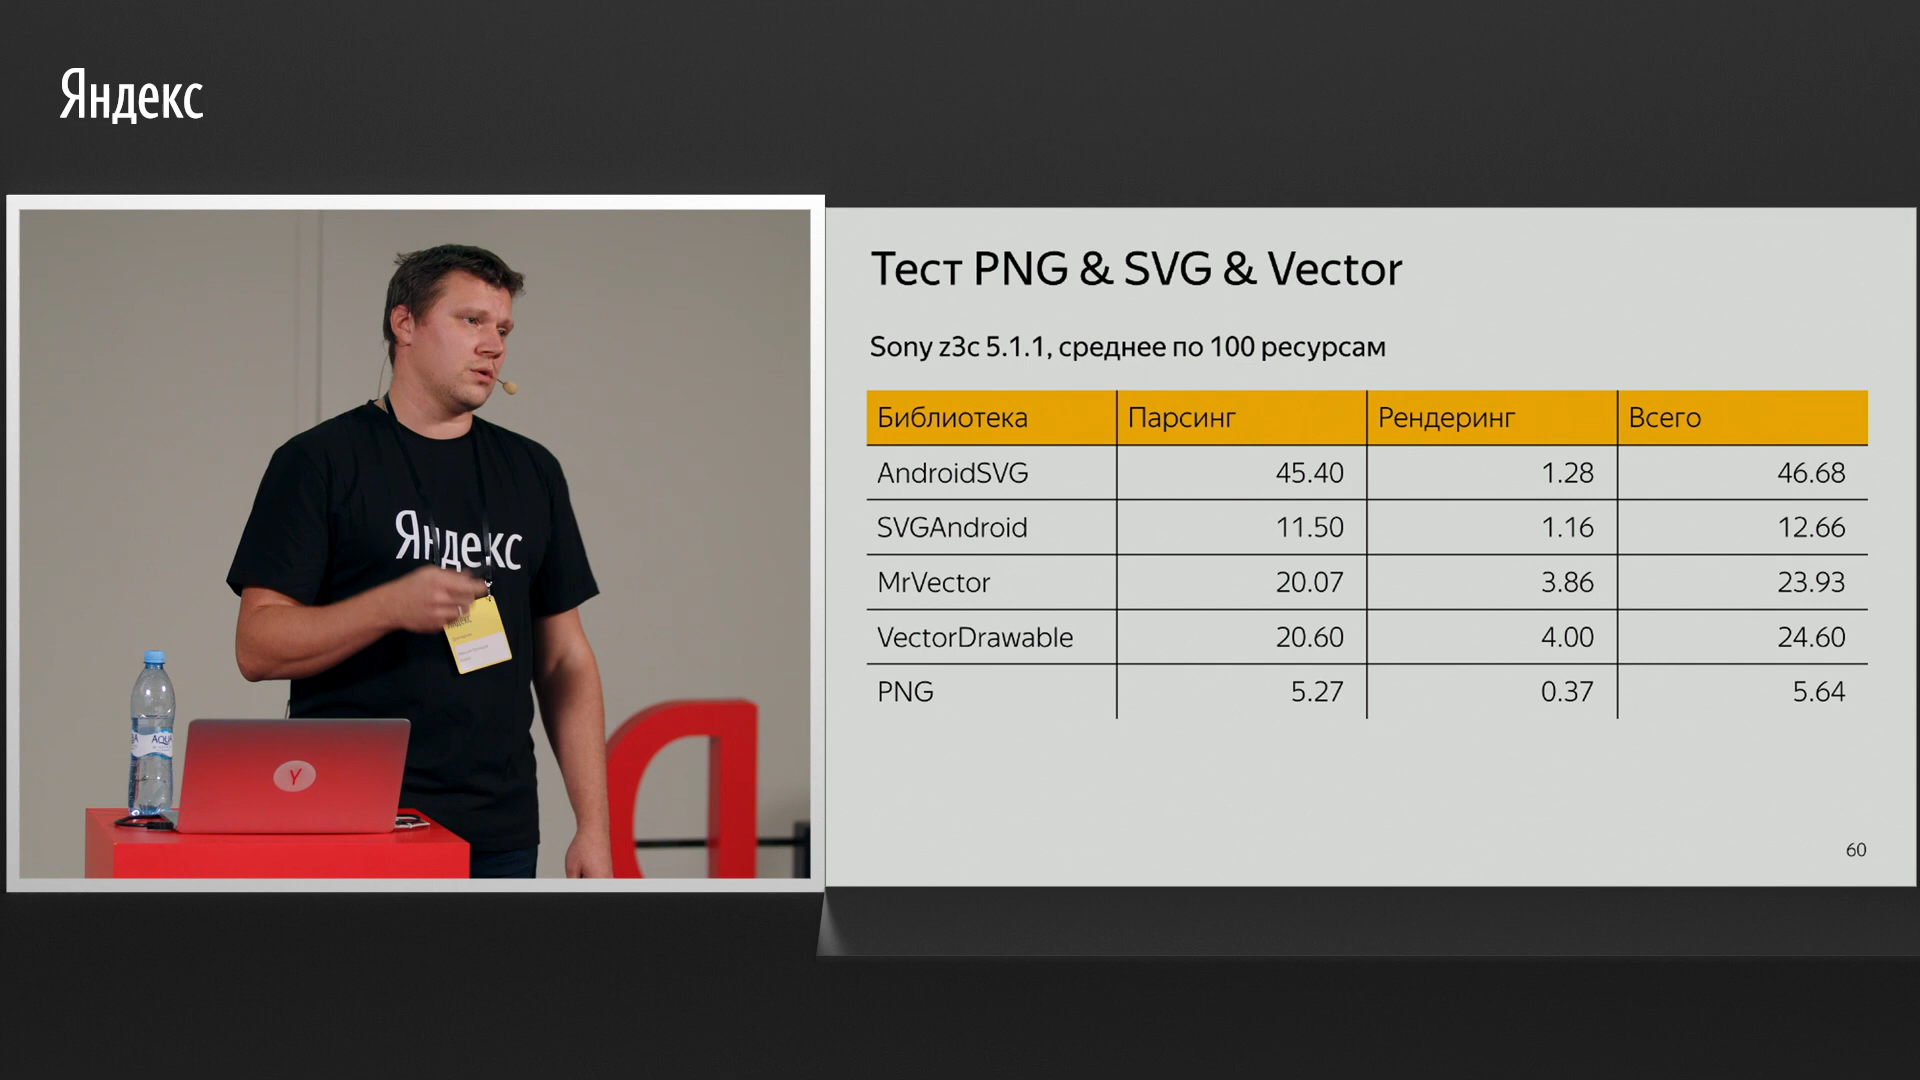 Яндекс
Яндекс
AQUA
Y
Тест PNG & SVG & Vector
Sony z3c 5.1.1, среднее по 100 ресурсам
Библиотека Парсинг Рендеринг Всего
AndroidSVG 45.40 1.28 46.68
SVGAndroid 11.50 1.16 12.66
MrVector 20.07 3.86 23.93
VectorDrawable 20.60 4.00 24.60
PNG 5.27 0.37 5.64
60